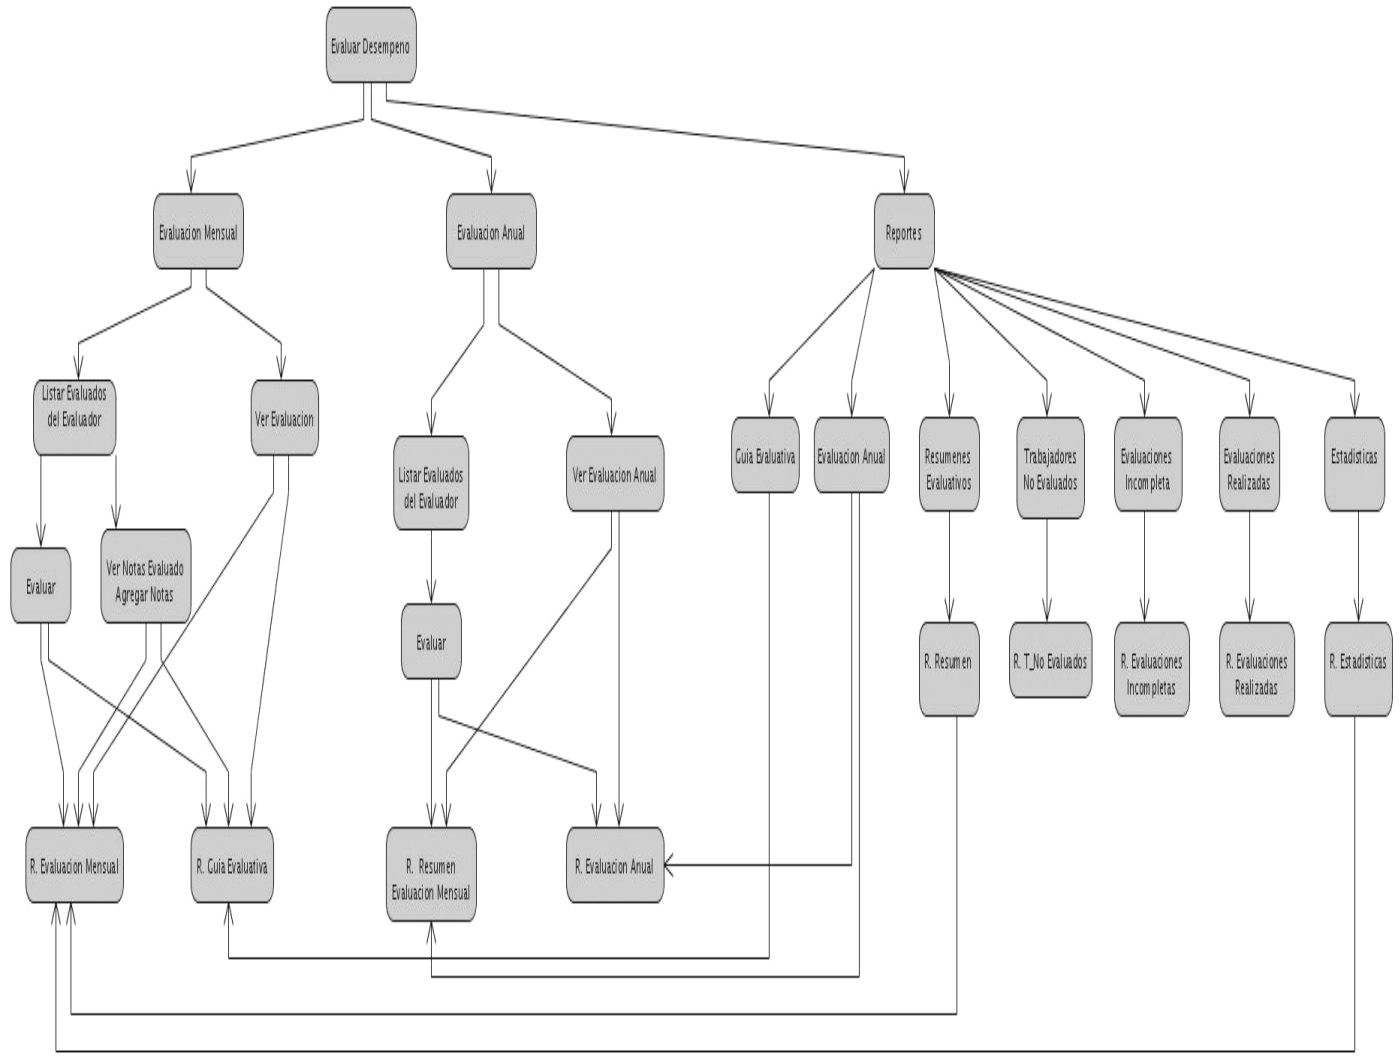 Evaluar Desempeno
Evaluacion Mensual
Evaluacion Anual
Reportes
Listar Evaluados
del Evaluador
Ver Evaluacion
Listar Evaluados
del Evaluador
Ver Evaluacion Anual
Guia Evaluativa
Evaluacion Anual
Resumenes
Evaluativos
Trabajadores
No Evaluados
Evaluaciones
Incompleta
Evaluaciones
Realizadas
Estadisticas
Evaluar
Ver Notas Evaluado
Agregar Notas
Evaluar
R. Resumen
R. T_No Evaluados
R. Evaluaciones
Incompletas
R. Evaluaciones
Realizadas
R. Estadisticas
R. Evaluacion Mensual
R. Guia Evaluativa
R. Resumen
Evaluacion Mensual
R. Evaluacion Anual